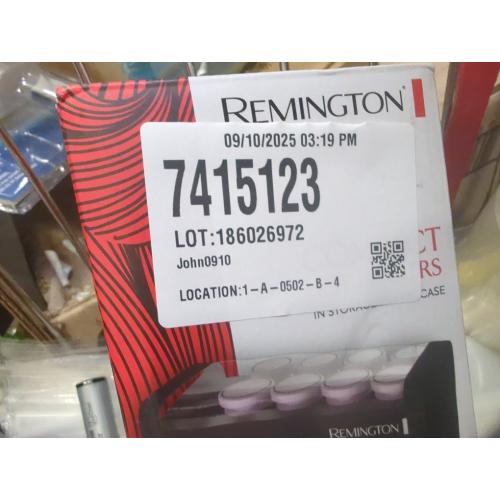 REMINGTON
09/10/2025 03:19 PM
7415123
LOT:186026972
John0910
LOCATION:1-A-0502-B-4
CT
RS
IN STORAGE CASE
REMINGTON